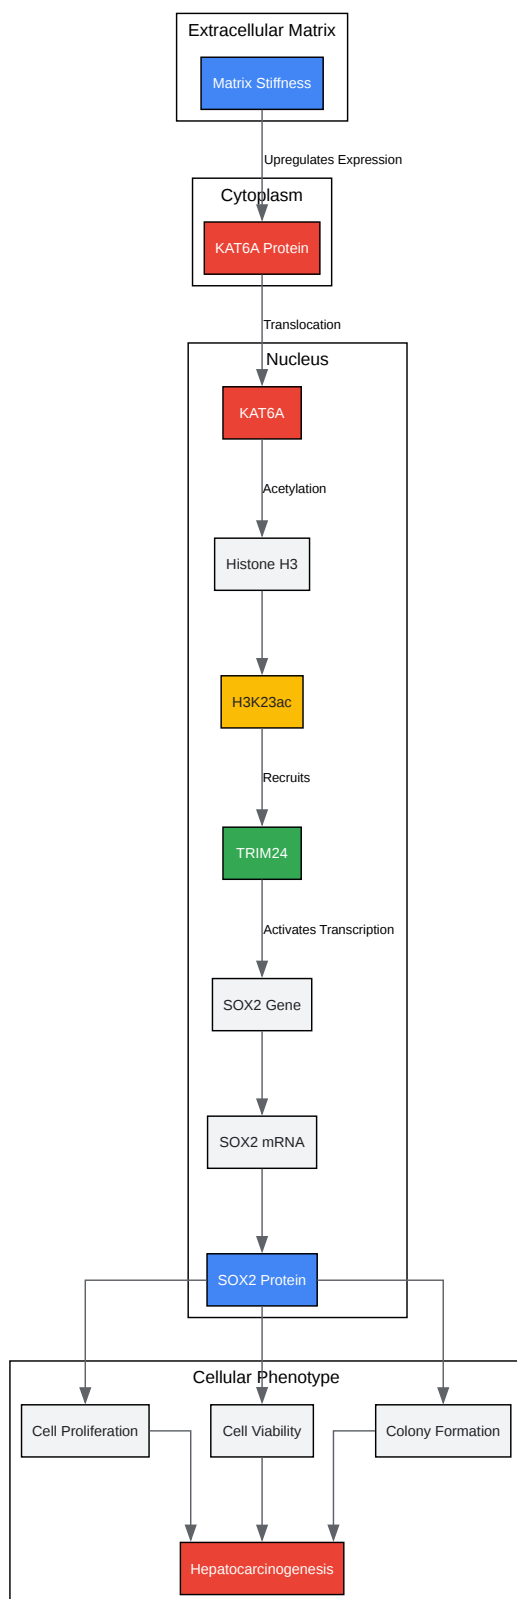 Extracellular Matrix
Matrix Stiffness
Upregulates Expression
Cytoplasm
KAT6A Protein
Translocation
Nucleus
KAT6A
Acetylation
Histone H3
H3K23ac
Recruits
TRIM24
Activates Transcription
SOX2 Gene
SOX2 mRNA
SOX2 Protein
Cellular Phenotype
Cell Proliferation
Cell Viability
Colony Formation
Hepatocarcinogenesis